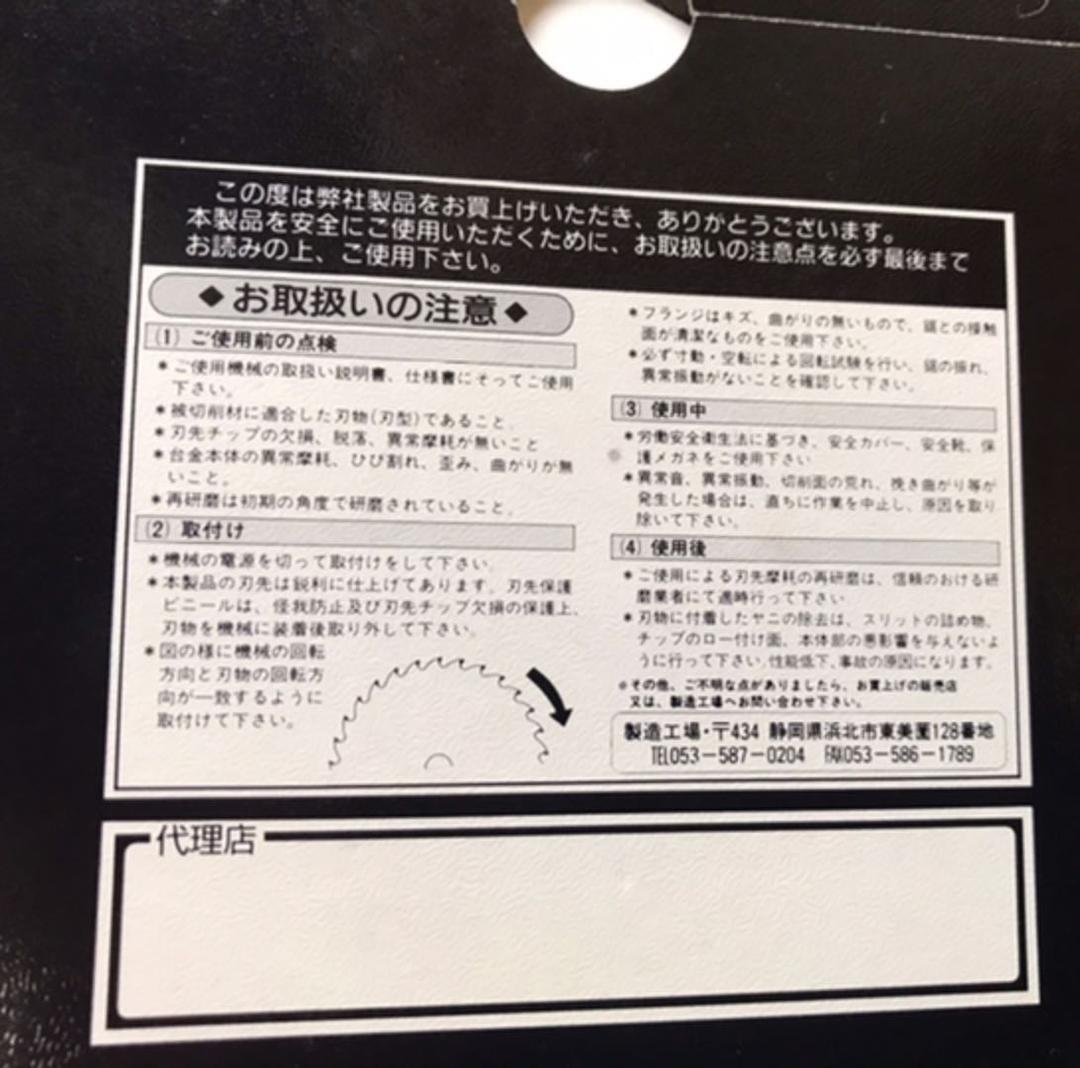 この度は弊社製品をお買上げいただき、ありがとうございます。
本製品を安全にご使用いただくために、お取扱いの注意点を必ず最後まで
お読みの上、ご使用下さい。
◆お取扱いの注意◆
(1) ご使用前の点検
*ご使用機械の取扱い説明書、仕様書にそってご使用
下さい。
*被切削材に適合した刃物(刃型)であること。
*刃先チップの欠損、脱落、異常摩耗が無いこと
*台金本体の異常摩耗、ひび割れ、歪み、曲がりが無
いこと。
*再研磨は初期の角度で研磨されていること。
(2) 取付け
*機械の電源を切って取付けをして下さい。
*本製品の刃先は鋭利に仕上げてあります。刃先保護
ビニールは、怪我防止及び刃先チップ欠損の保護上、
刃物を機械に装着後取り外して下さい。
*図の様に機械の回転
方向と刃物の回転方
向が一致するように
取付けて下さい。
*フランジはキズ、曲がりの無いもので、鋸との接触
面が清潔なものをご使用下さい。
*必ず寸動・空転による回転試験を行い、鋸の振れ、
異常振動がないことを確認して下さい。
(3) 使用中
*労働安全衛生法に基づき、安全カバー、安全靴、保
護メガネをご使用下さい
*異常音、異常振動、切削面の荒れ、挽き曲がり等が
発生した場合は、直ちに作業を中止し、原因を取り
除いて下さい。
(4) 使用後
*ご使用による刃先摩耗の再研磨は、信頼のおける研
磨業者にて適時行って下さい
*刃物に付着したヤニの除去は、スリットの詰め物、
チップのロー付け面、本体部の悪影響を与えないよ
うに行って下さい。性能低下、事故の原因になります。
※その他、ご不明な点がありましたら、お買上げの販売店
又は、製造工場へお問い合わせ下さい。
製造工場・〒434 静岡県浜北市東美薗128番地
TEL053-587-0204 FAX053-586-1789
代理店